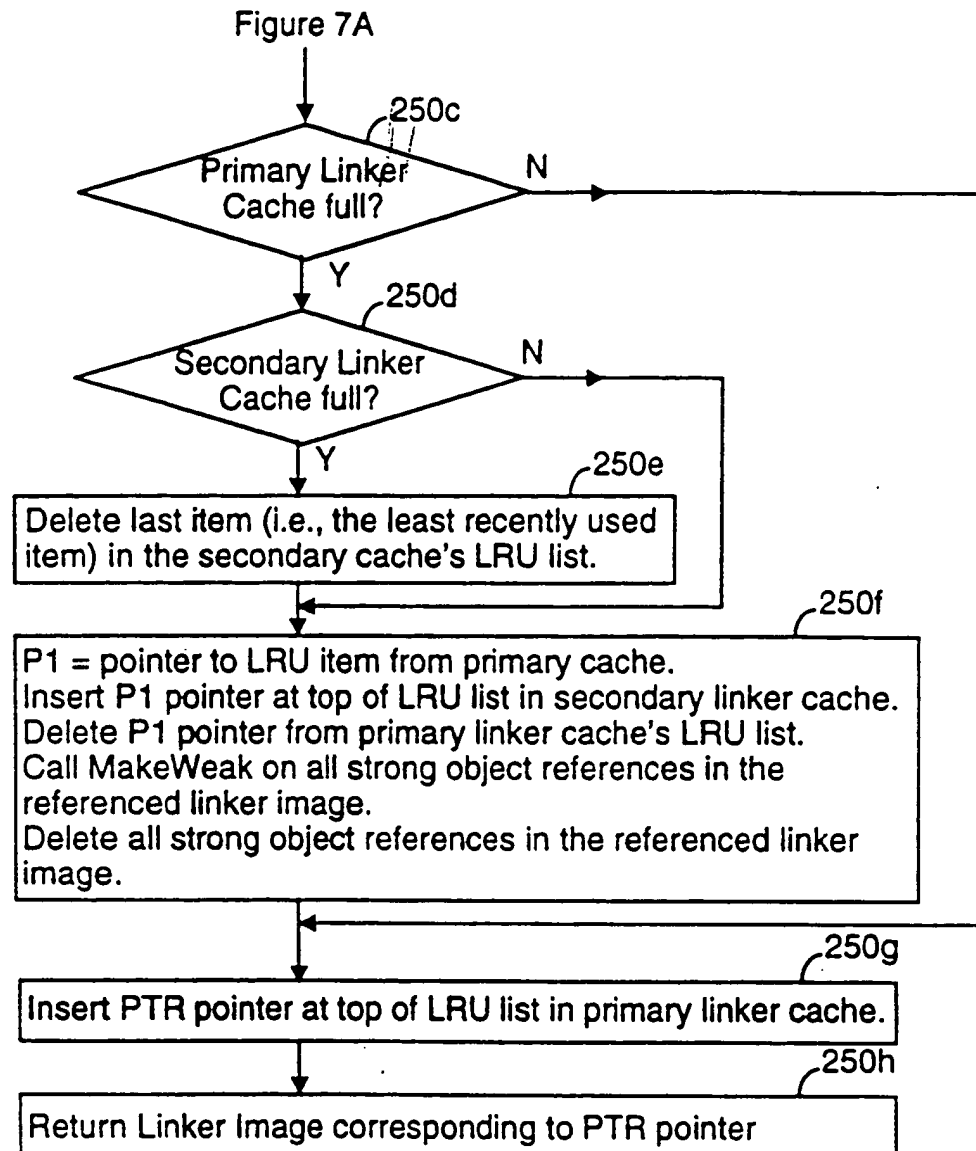 Figure 7A
250c
Primary Linker
Cache full?
N
Y
250d
Secondary Linker
Cache full?
N
Y
250e
Delete last item (i.e., the least recently used
item) in the secondary cache's LRU list.
250f
P1 = pointer to LRU item from primary cache.
Insert P1 pointer at top of LRU list in secondary linker cache.
Delete P1 pointer from primary linker cache's LRU list.
Call MakeWeak on all strong object references in the
referenced linker image.
Delete all strong object references in the referenced linker
image.
250g
Insert PTR pointer at top of LRU list in primary linker cache.
250h
Return Linker Image corresponding to PTR pointer